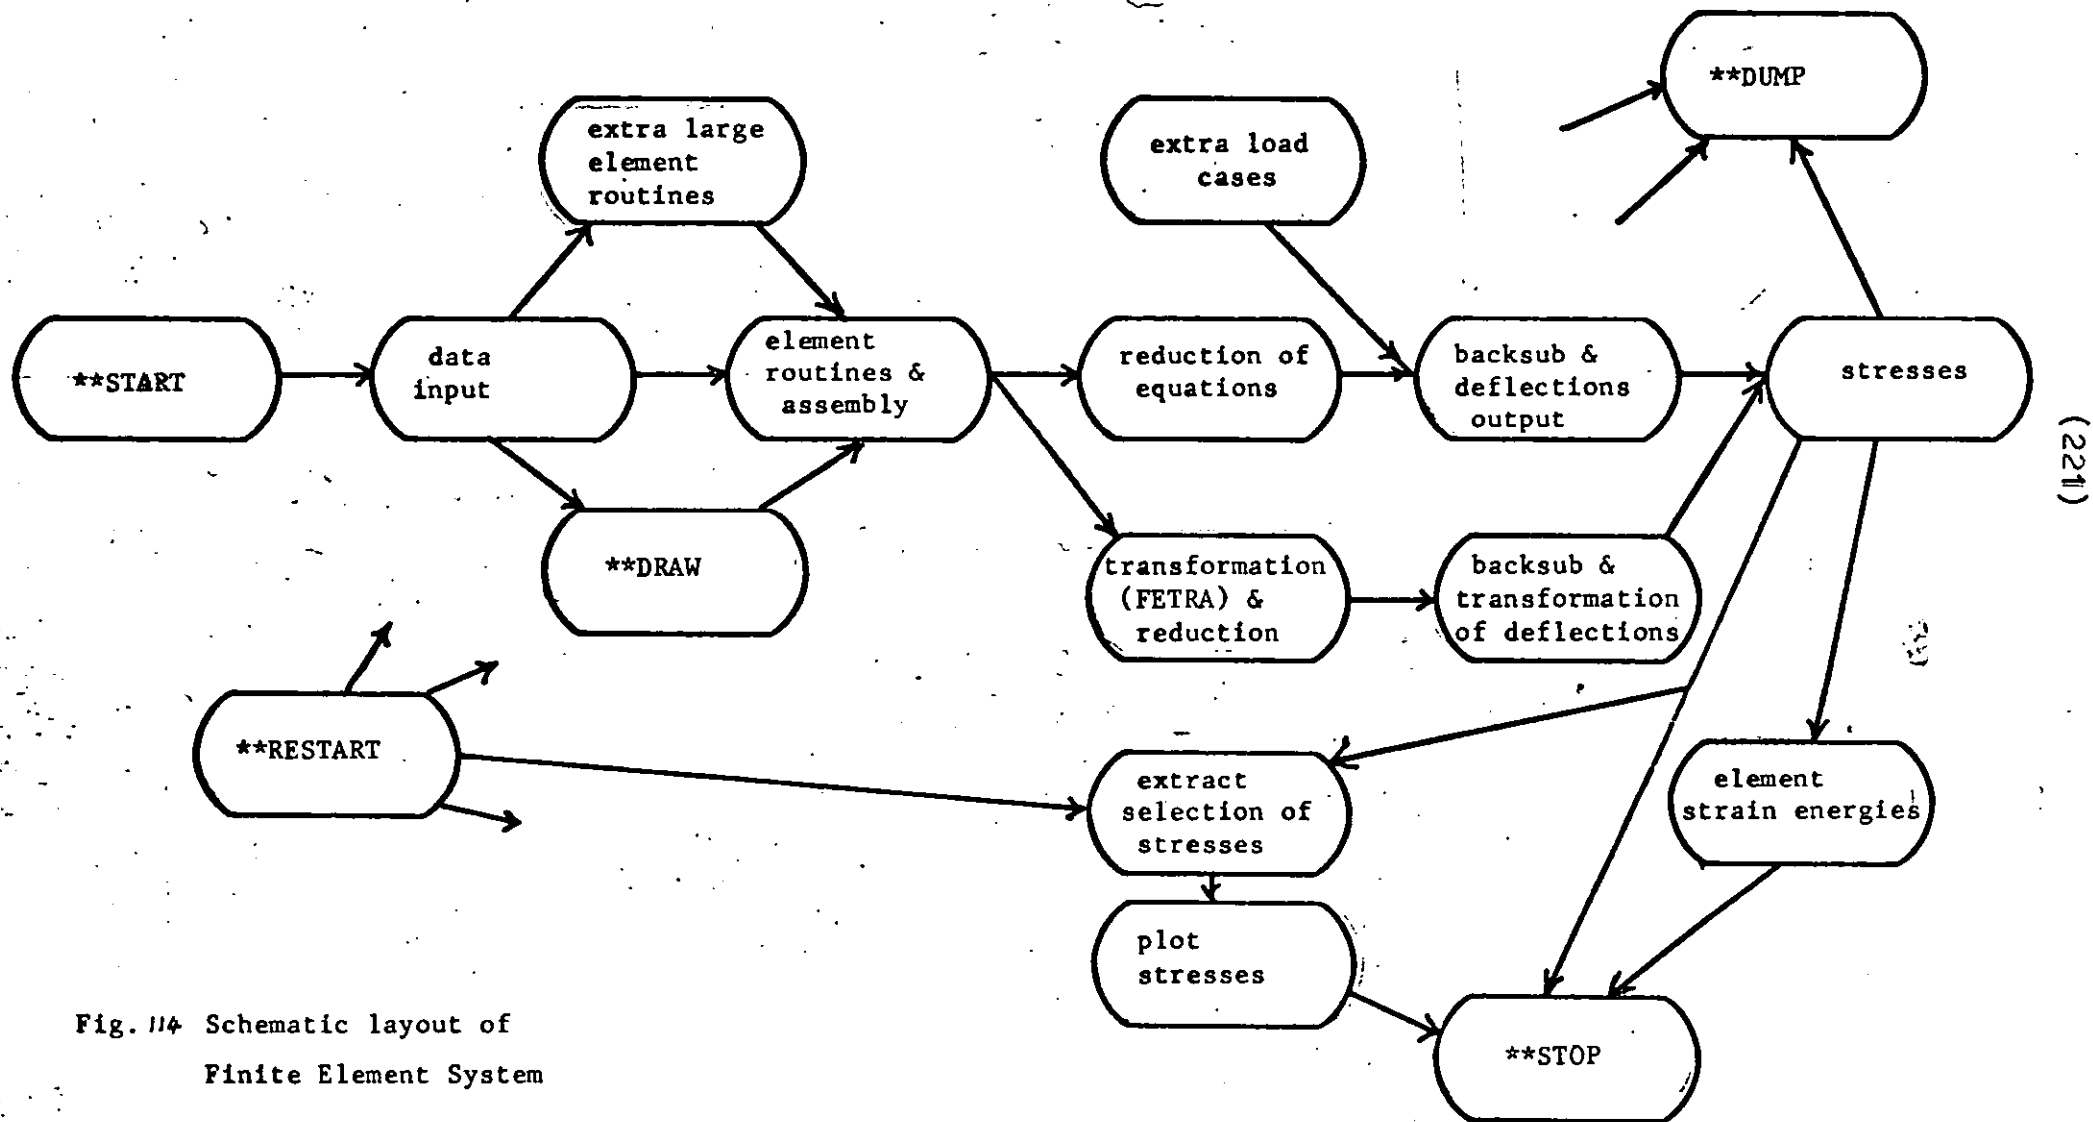 **DUMP
extra large
element
routines
extra load
cases
**START
data
input
element
routines &
assembly
reduction of
equations
backsub &
deflections
output
stresses
(221)
**DRAW
transformation
(FETRA) &
reduction
backsub &
transformation
of deflections
**RESTART
extract
selection of
stresses
element
strain energies
plot
stresses
**STOP
Fig. 114 Schematic layout of
Finite Element System